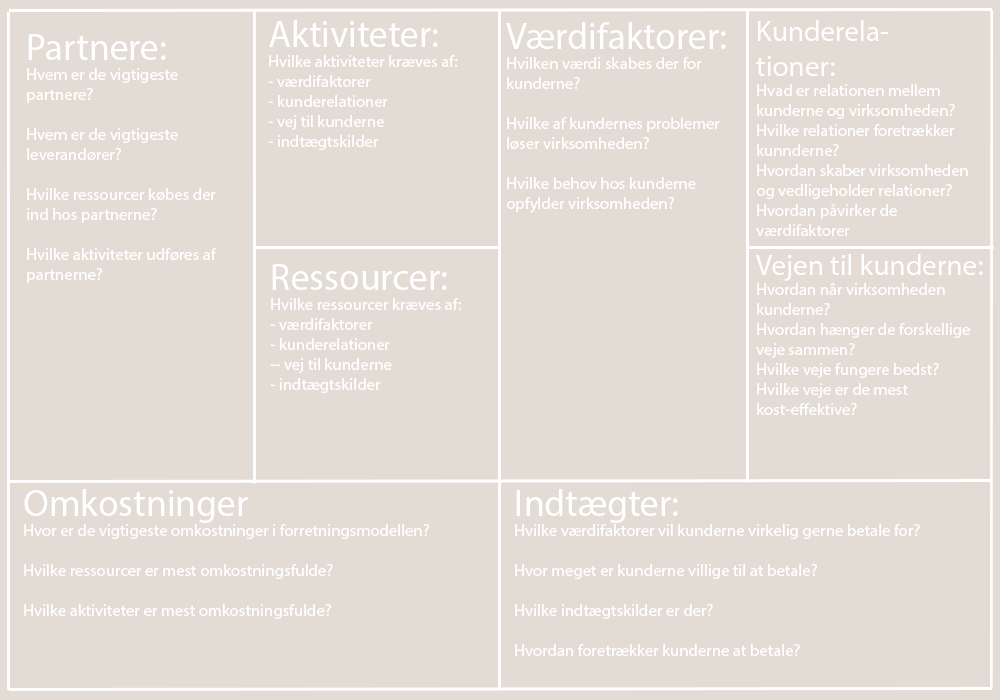 Partnere:
Hvem er de vigtigeste
partnere?
Hvem er de vigtigeste
leverandører?
Hvilke ressourcer købes der
ind hos partnerne?
Hvilke aktiviteter udføres af
partnerne?
Aktiviteter:
Hvilke aktiviteter kræves af:
- værdifaktorer
- kunderelationer
- vej til kunderne
- indtægtskilder
Ressourcer:
Hvilke ressourcer kræves af:
- værdifaktorer
- kunderelationer
-- vej til kunderne
- indtægtskilder
Værdifaktorer:
Hvilken værdi skabes der for
kunderne?
Hvilke af kundernes problemer
løser virksomheden?
Hvilke behov hos kunderne
opfylder virksomheden?
Kunderela-
tioner:
Hvad er relationen mellem
kunderne og virksomheden?
Hvilke relationer foretrækker
kunnderne?
Hvordan skaber virksomheden
og vedligeholder relationer?
Hvordan påvirker de
værdifaktorer
Vejen til kunderne:
Hvordan når virksomheden
kunderne?
Hvordan hænger de forskellige
veje sammen?
Hvilke veje fungere bedst?
Hvilke veje er de mest
kost-effektive?
Omkostninger
Hvor er de vigtigeste omkostninger i forretningsmodellen?
Hvilke ressourcer er mest omkostningsfulde?
Hvilke aktiviteter er mest omkostningsfulde?
Indtægter:
Hvilke værdifaktorer vil kunderne virkelig gerne betale for?
Hvor meget er kunderne villige til at betale?
Hvilke indtægtskilder er der?
Hvordan foretrækker kunderne at betale?